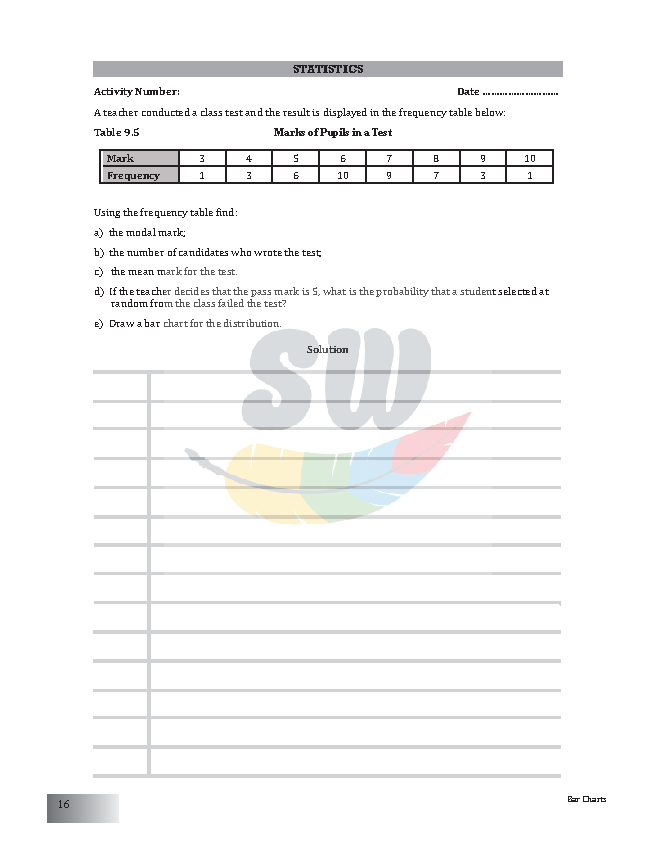 STATISTICS
Activity Number: Date ............................
A teacher conducted a class test and the result is displayed in the frequency table below:
Table 9.5 Marks of Pupils in a Test
Mark 3 4 5 6 7 8 9 10
Frequency 1 3 6 10 9 7 3 1
Using the frequency table find:
a) the modal mark;
b) the number of candidates who wrote the test;
c) the mean mark for the test.
d) If the teacher decides that the pass mark is 5, what is the probability that a student selected at
random from the class failed the test?
e) Draw a bar chart for the distribution.
Solution
SW
16
Bar Charts